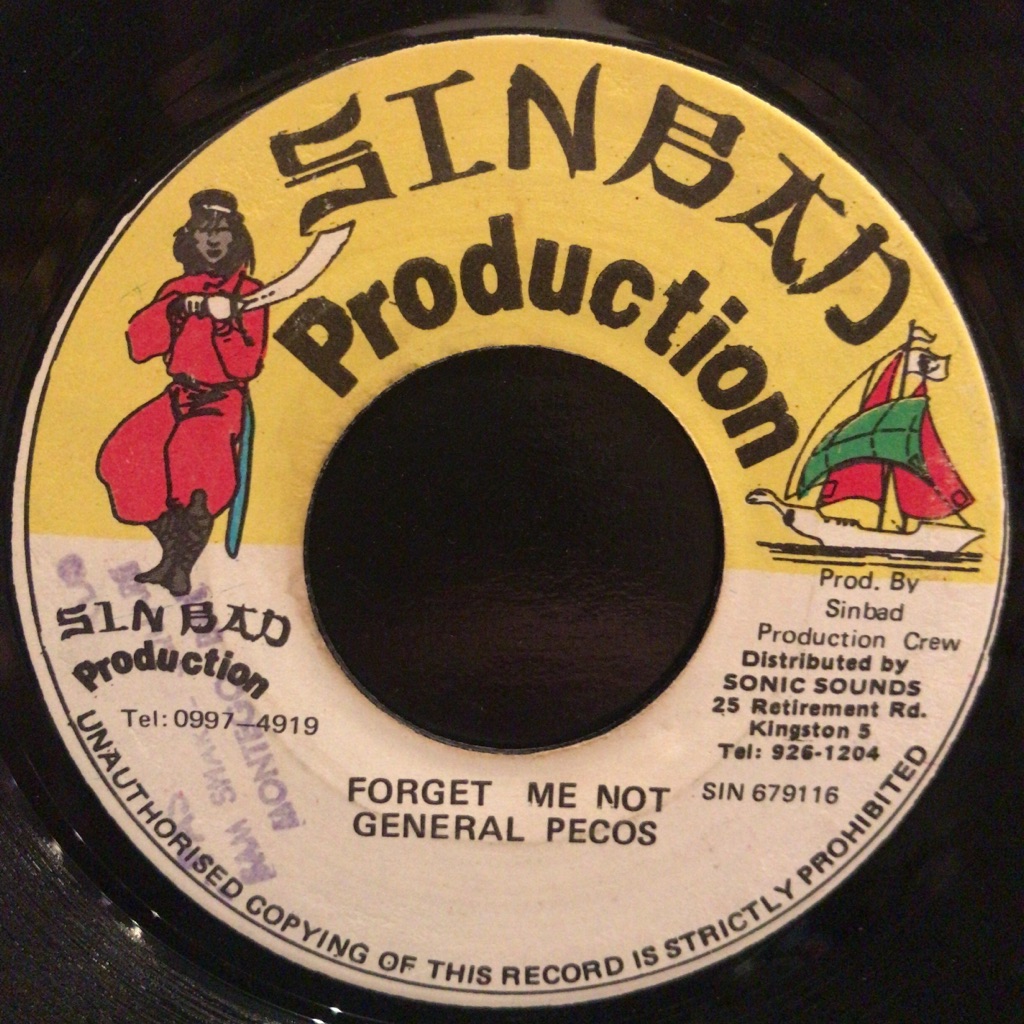 SINBAD
Production
SINBAD
Production
Tel: 0997-4919
Prod. By
Sinbad
Production Crew
Distributed by
SONIC SOUNDS
25 Retirement Rd.
Kingston 5
Tel: 926-1204
SIN 679116
FORGET ME NOT
GENERAL PECOS
UNAUTHORISED COPYING OF THIS RECORD IS STRICTLY PROHIBITED